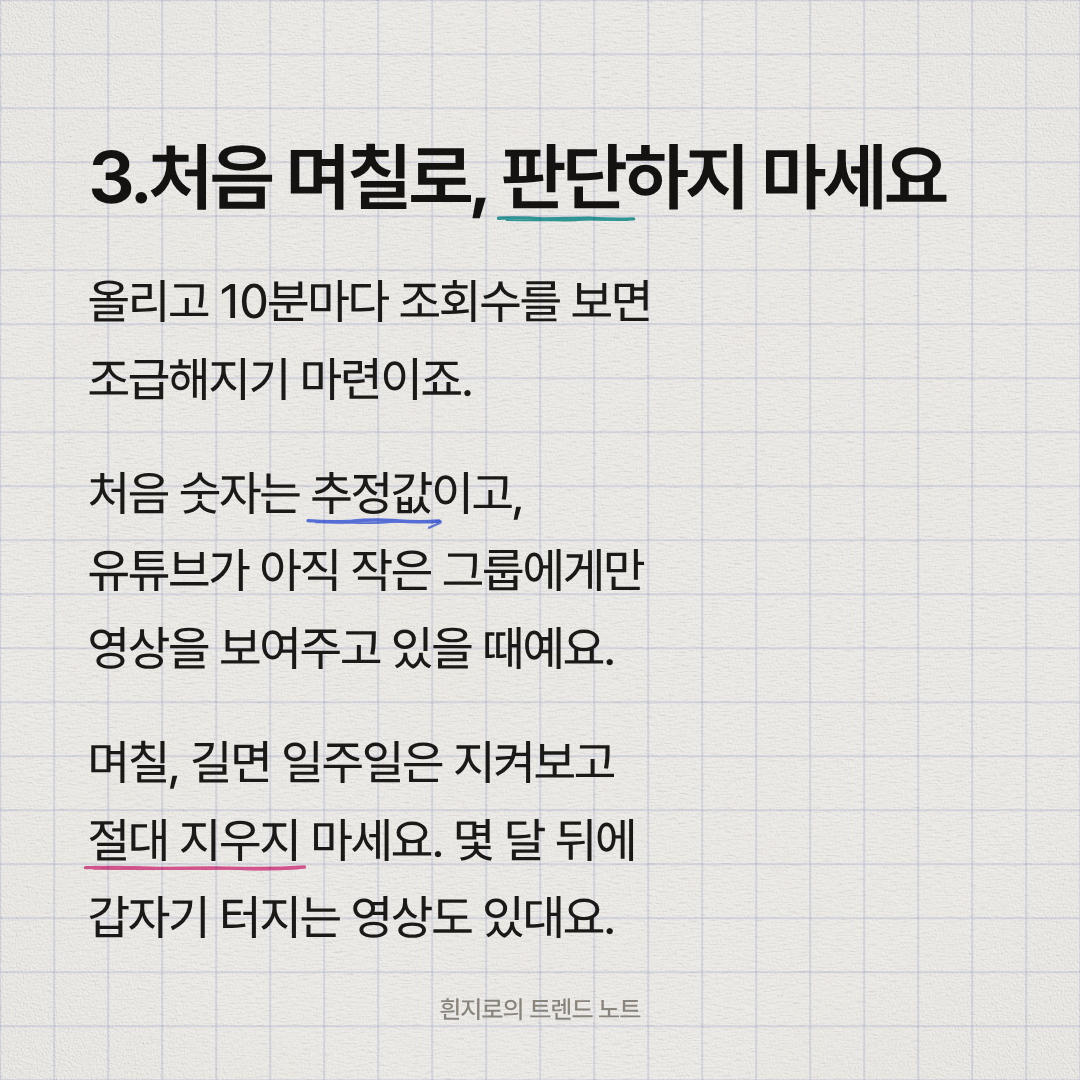 3.처음 며칠로, 판단하지 마세요
올리고 10분마다 조회수를 보면
조급해지기 마련이죠.
처음 숫자는 추정값이고,
유튜브가 아직 작은 그룹에게만
영상을 보여주고 있을 때예요.
며칠, 길면 일주일은 지켜보고
절대 지우지 마세요. 몇 달 뒤에
갑자기 터지는 영상도 있대요.
흰지로의 트렌드 노트